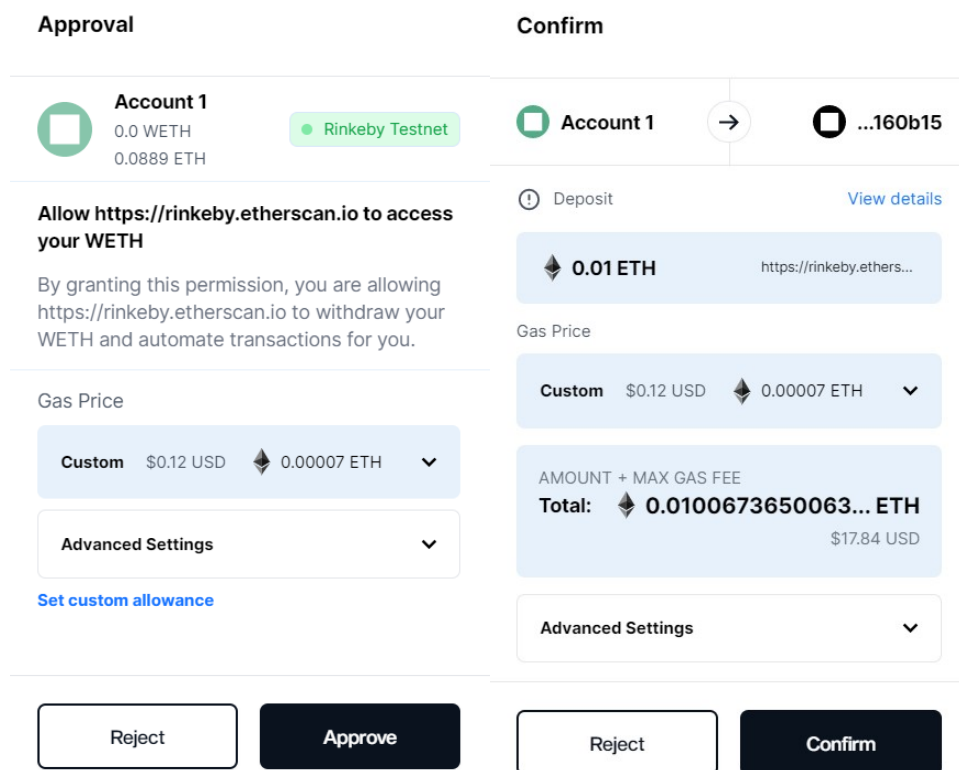 Approval
Account 1
0.0 WETH
0.0889 ETH
Rinkeby Testnet
Allow https://rinkeby.etherscan.io to access
your WETH
By granting this permission, you are allowing
https://rinkeby.etherscan.io to withdraw your
WETH and automate transactions for you.
Gas Price
Custom $0.12 USD 0.00007 ETH
Advanced Settings
Set custom allowance
Reject Approve
Confirm
Account 1 ...160b15
Deposit View details
0.01 ETH https://rinkeby.ethers...
Gas Price
Custom $0.12 USD 0.00007 ETH
AMOUNT + MAX GAS FEE
Total: 0.0100673650063... ETH
$17.84 USD
Advanced Settings
Reject Confirm